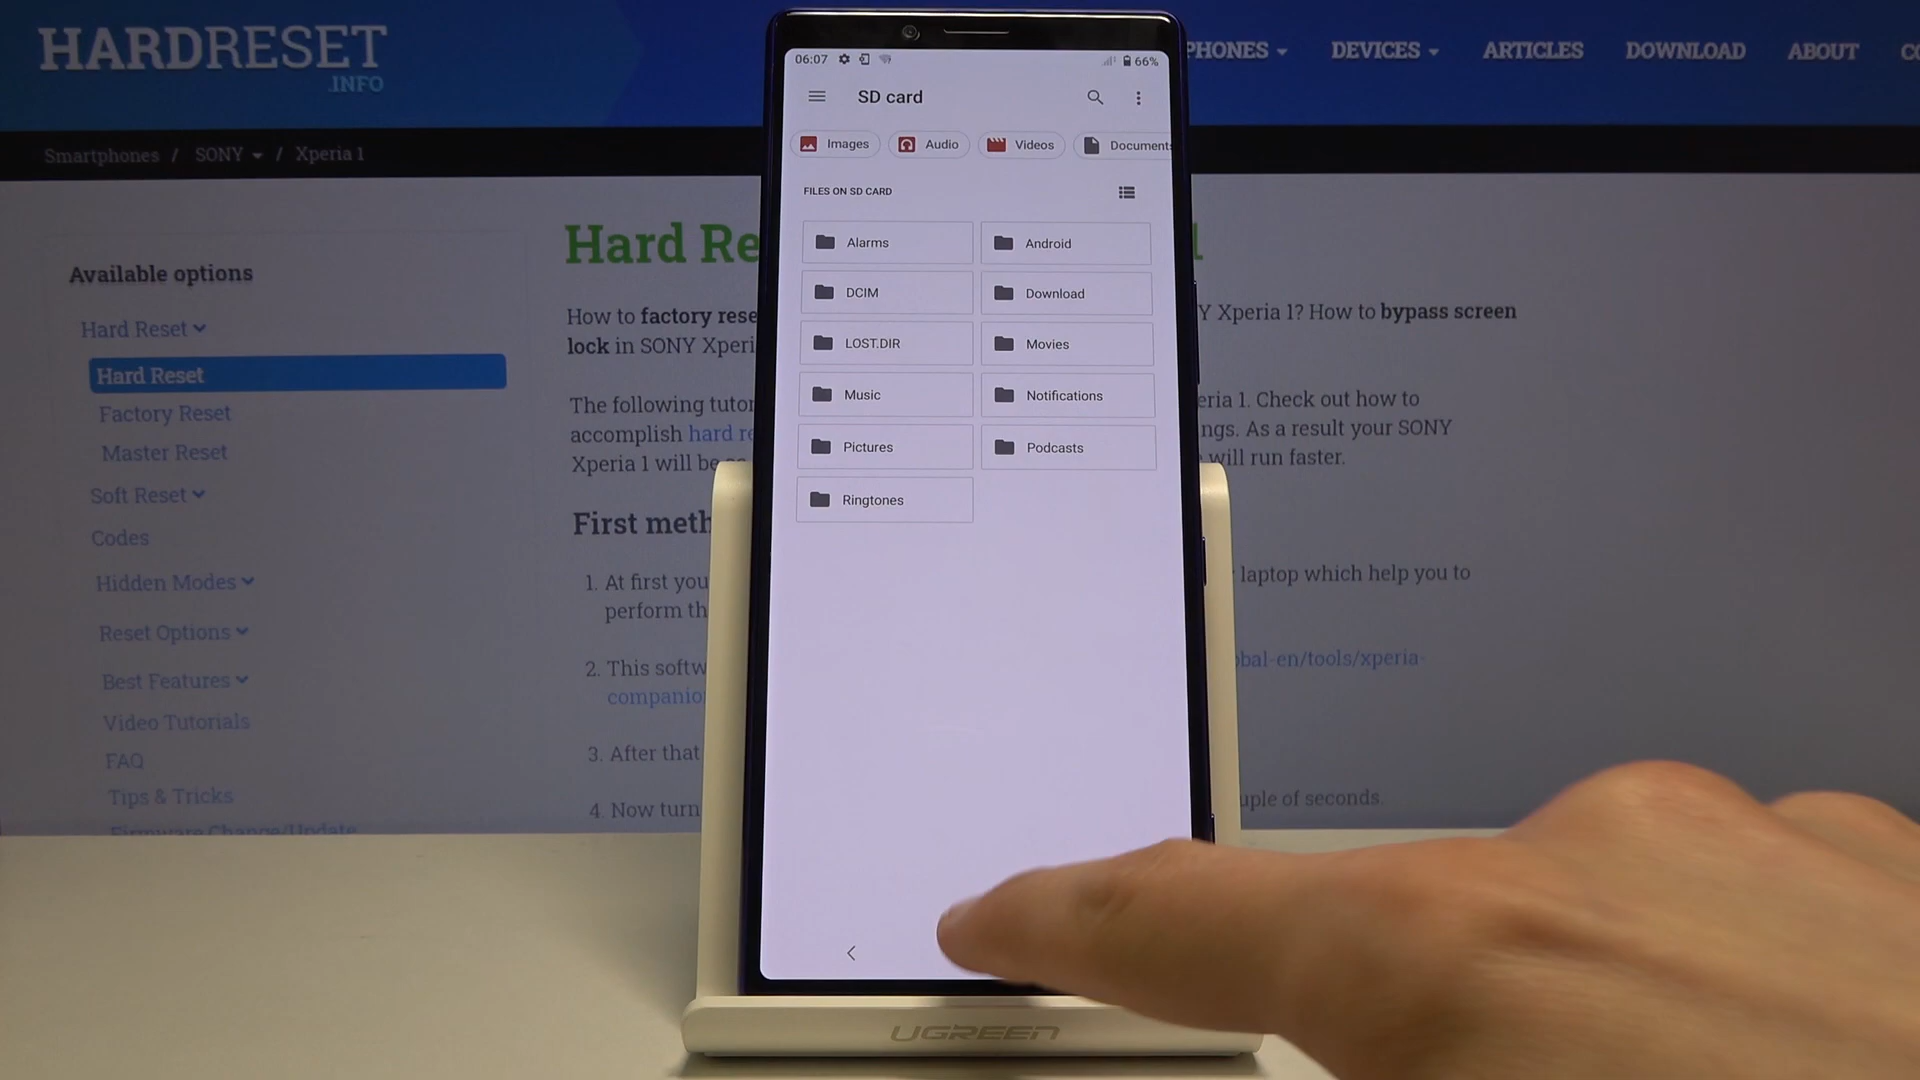 HARDRESET
.INFO
PHONES
DEVICES
ARTICLES
DOWNLOAD
ABOUT
Smartphones / SONY / Xperia 1
Available options
Hard Reset
Hard Reset
Factory Reset
Master Reset
Soft Reset
Codes
Hidden Modes
Reset Options
Best Features
Video Tutorials
FAQ
Tips & Tricks
Firmware Change/Update
Hard Re
How to factory rese
Y Xperia 1? How to bypass screen
lock in SONY Xperi
The following tutor
eria 1. Check out how to
accomplish hard re
ngs. As a result your SONY
Xperia 1 will be
will run faster.
First meth
1. At first you
laptop which help you to
perform th
2. This softw
bal-en/tools/xperia-
companio
3. After that
4. Now turn
uple of seconds.
06:07
66%
SD card
Images
Audio
Videos
Document
FILES ON SD CARD
Alarms
Android
DCIM
Download
LOST.DIR
Movies
Music
Notifications
Pictures
Podcasts
Ringtones
UGREEN